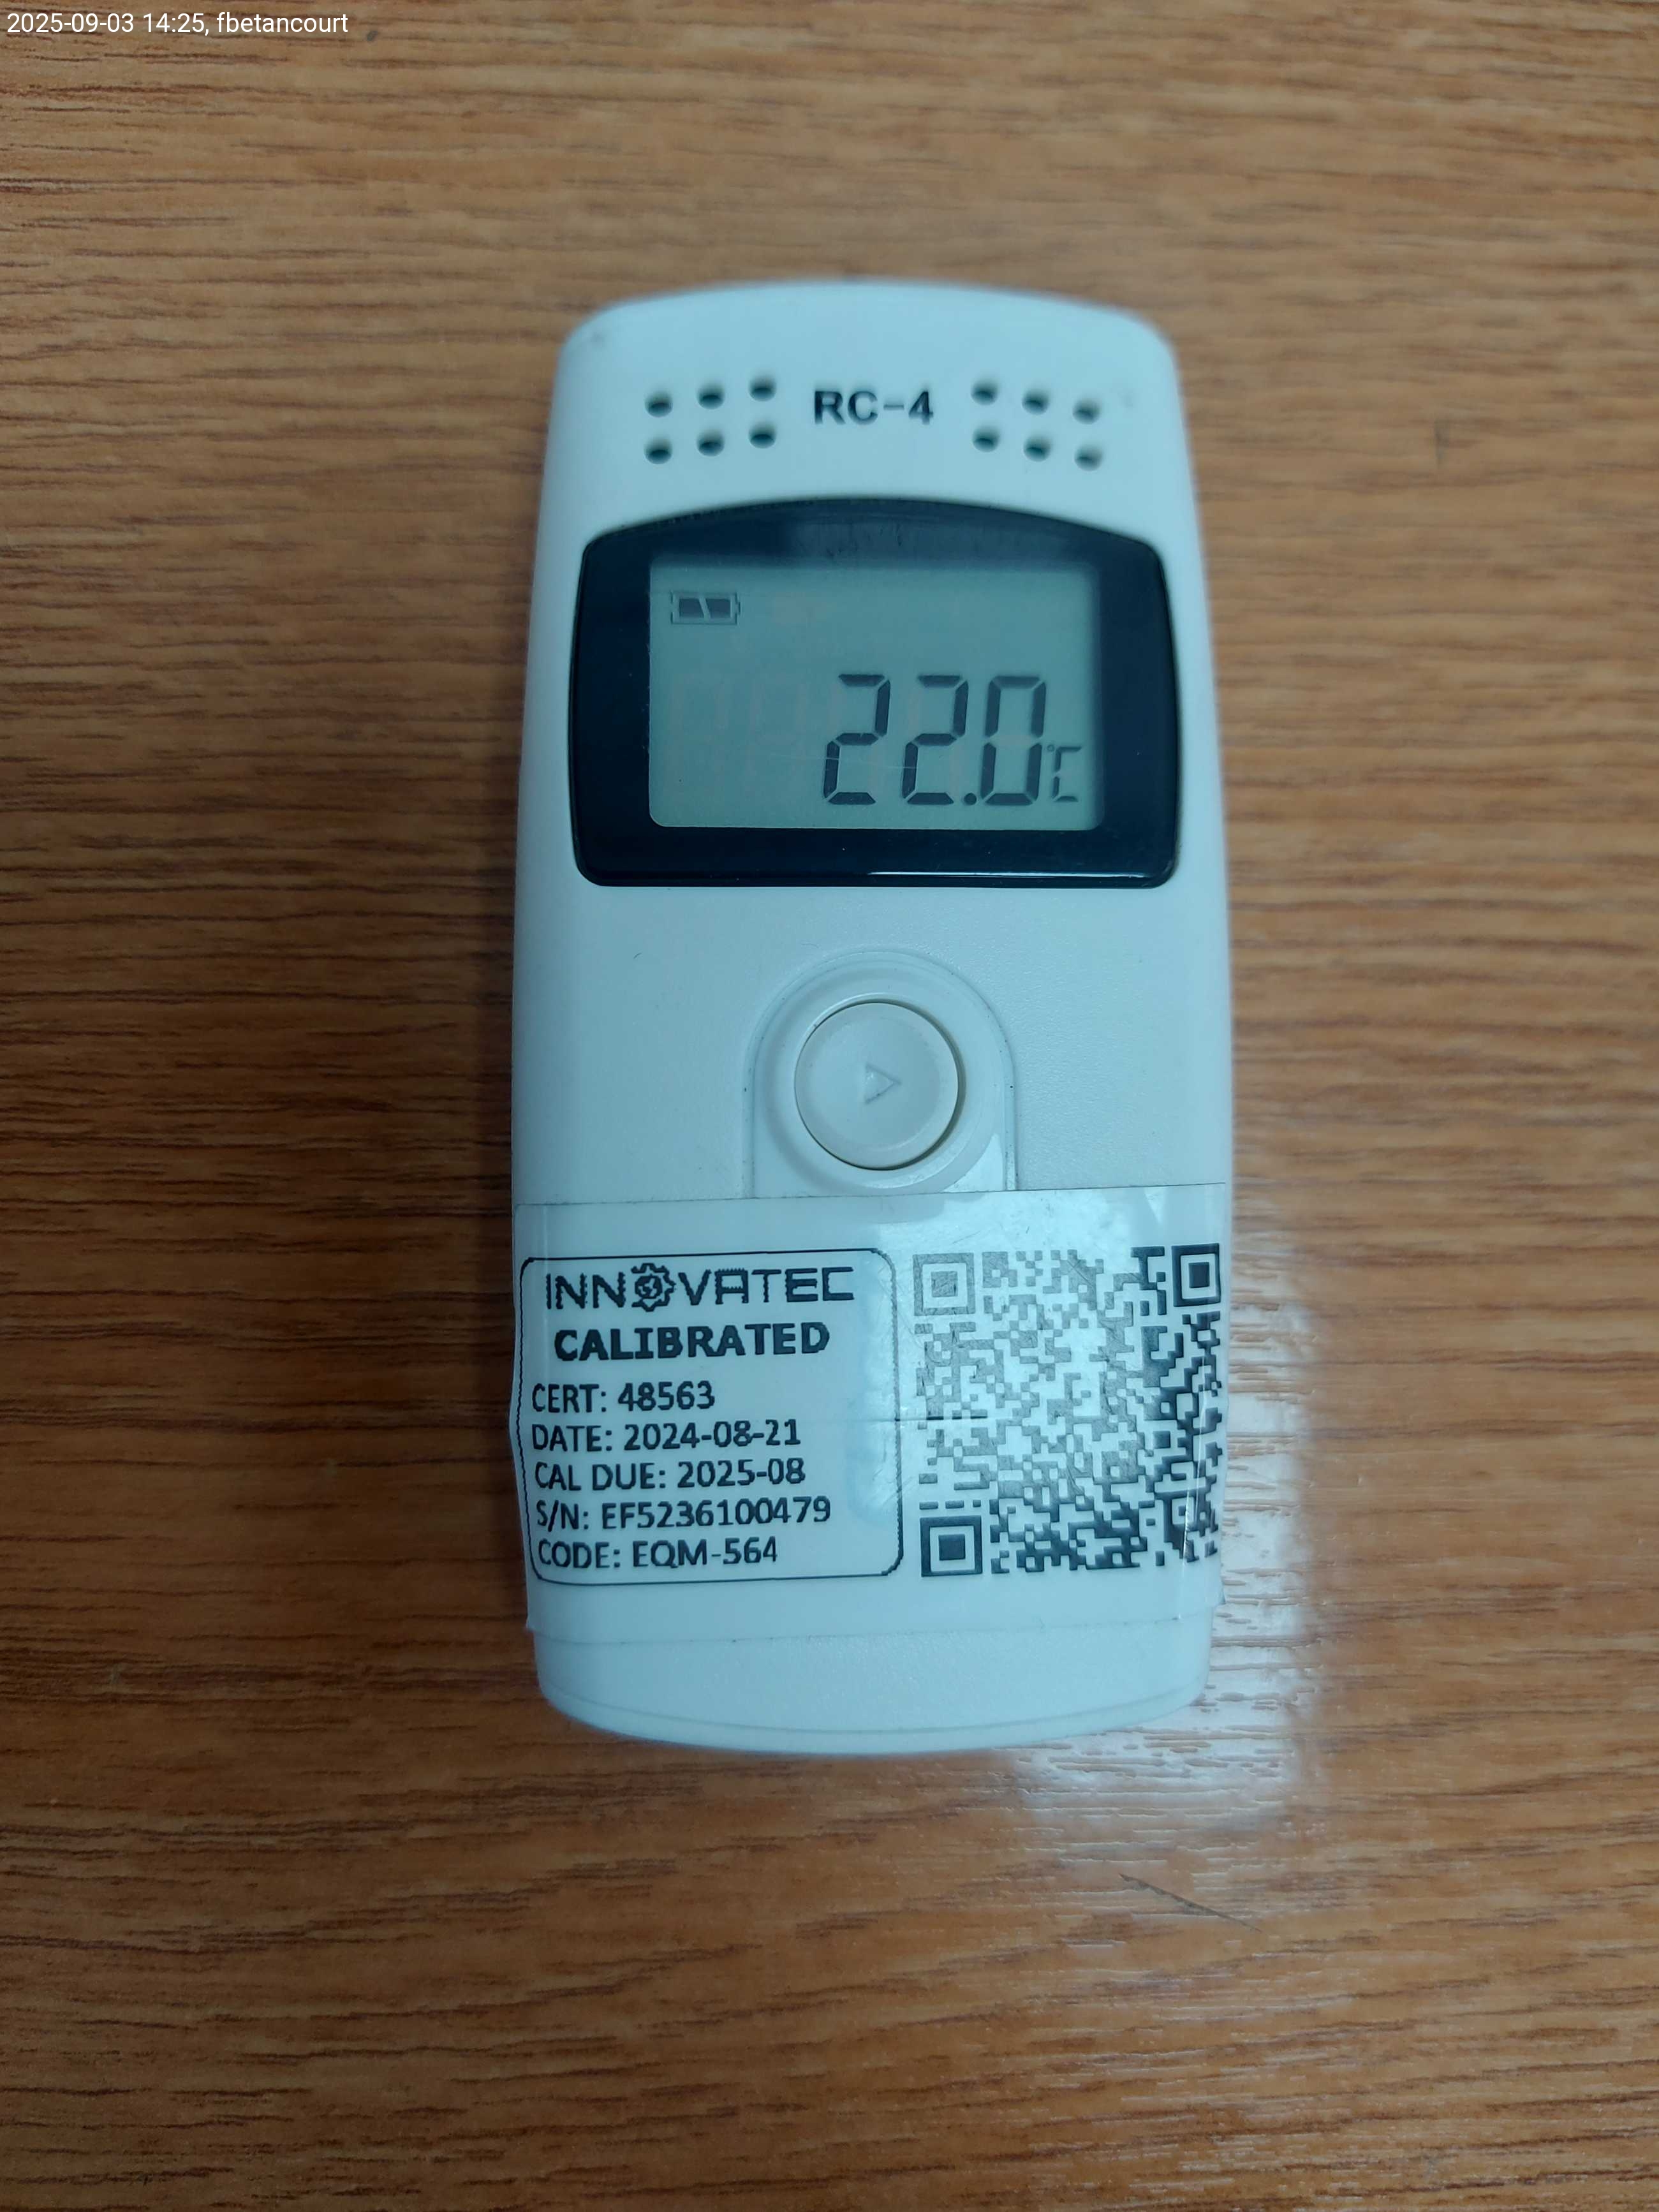 2025-09-03 14:25, fbetancourt
RC-4
22.0°C
INNOVATEC
CALIBRATED
CERT: 48563
DATE: 2024-08-21
CAL DUE: 2025-08
S/N: EF5236100479
CODE: EQM-564